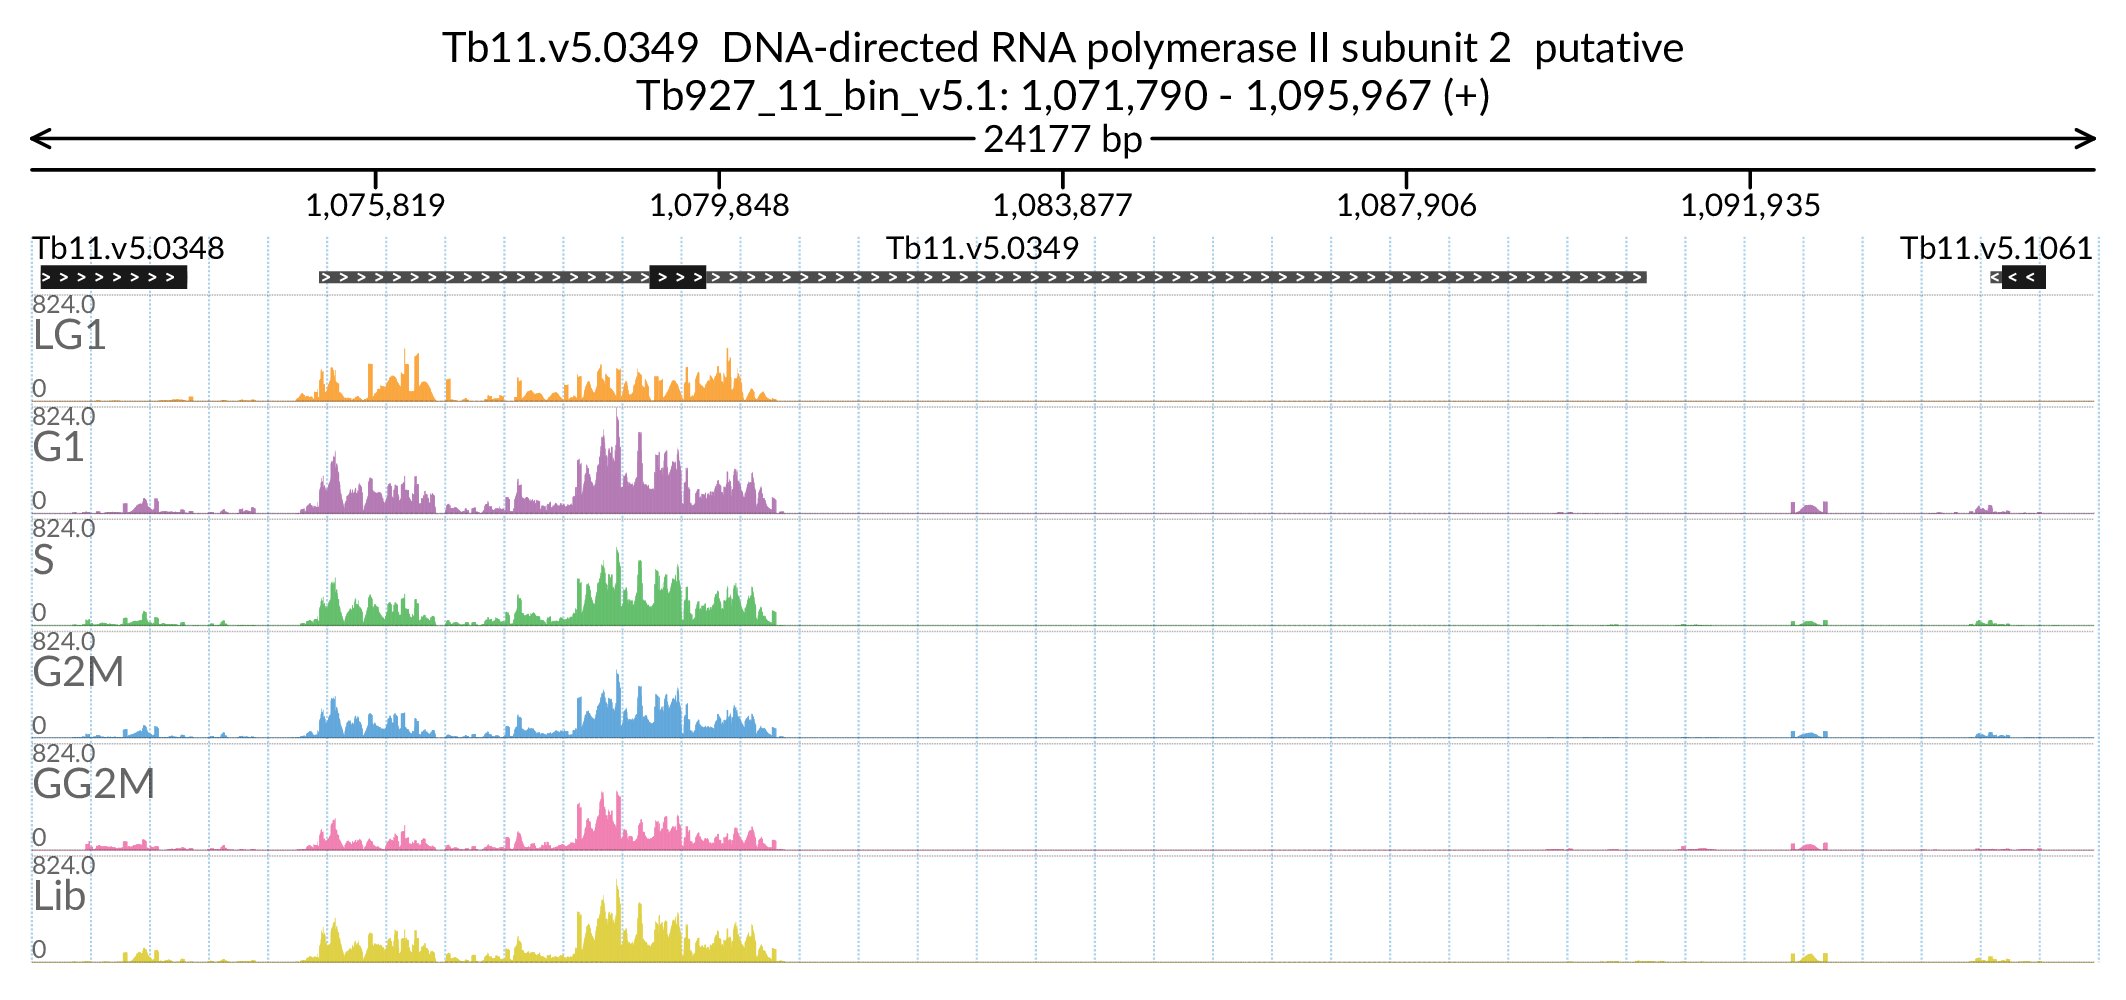 Tb11.v5.0349 DNA-directed RNA polymerase II subunit 2 putative
Tb927_11_bin_v5.1: 1,071,790 - 1,095,967 (+)
24177 bp
1,075,819 1,079,848 1,083,877 1,087,906 1,091,935
Tb11.v5.0348 Tb11.v5.0349 Tb11.v5.1061
824.0
LG1
0
824.0
G1
0
824.0
S
0
824.0
G2M
0
824.0
GG2M
0
824.0
Lib
0